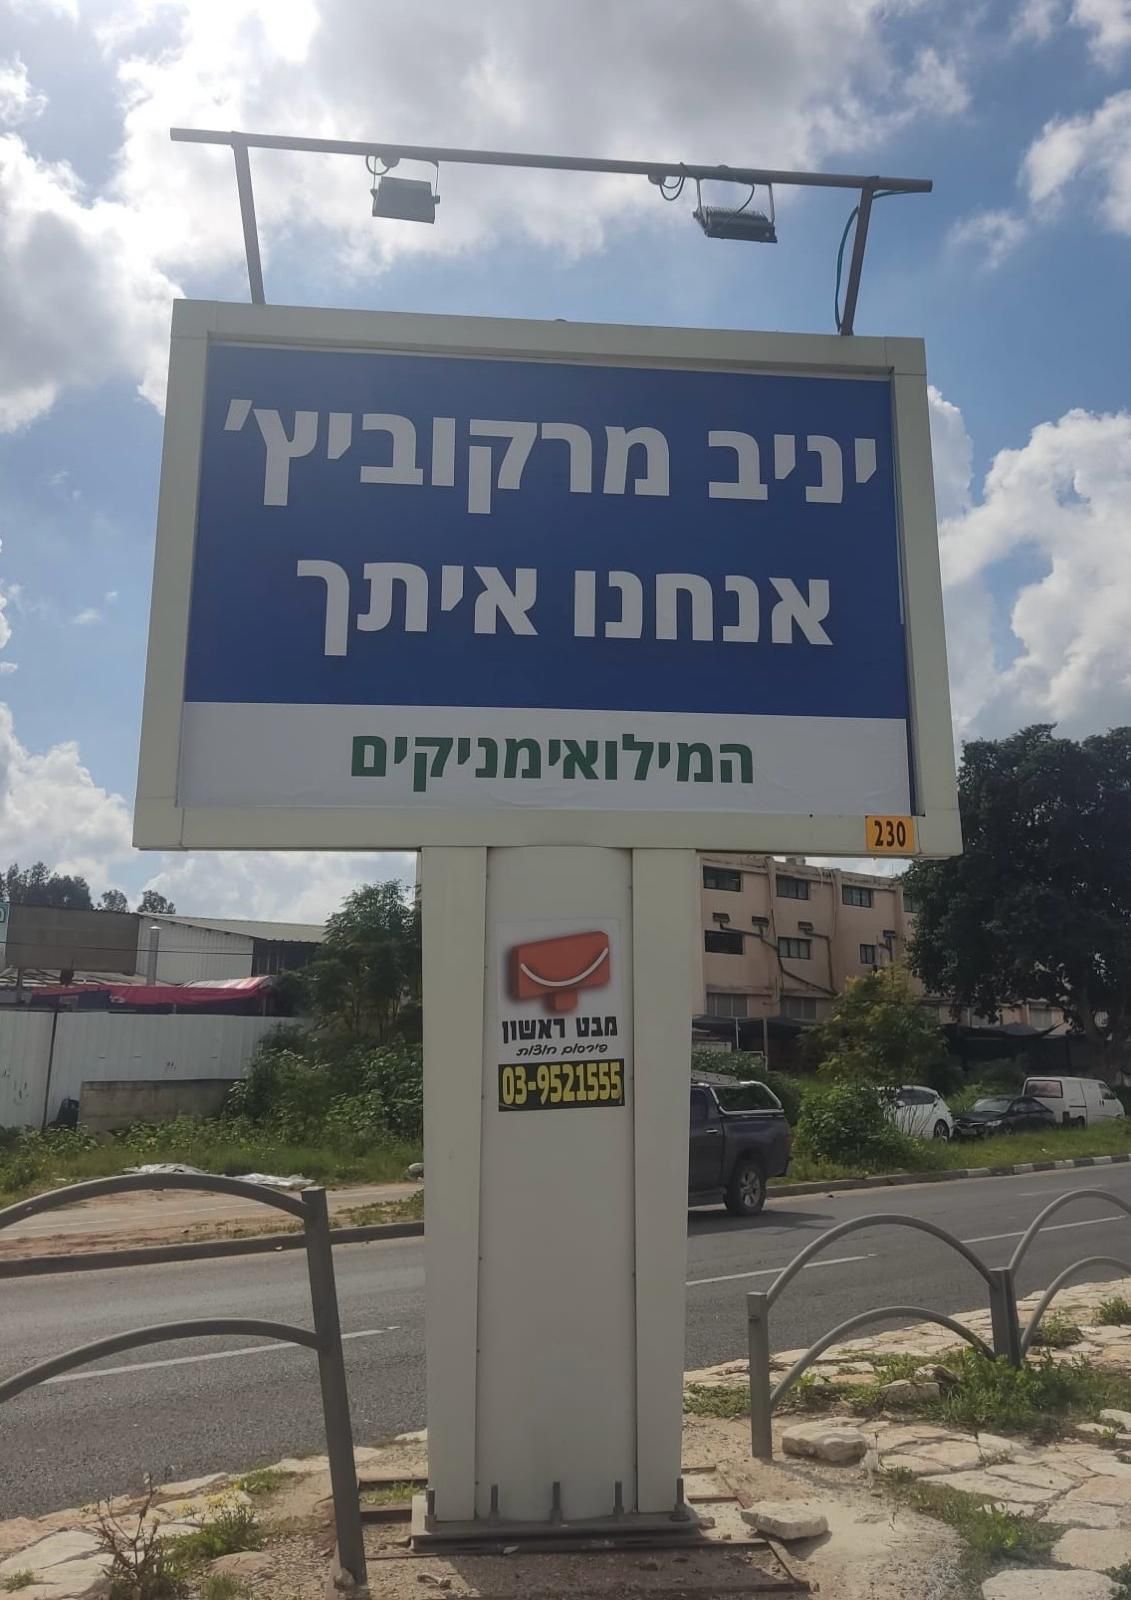 יניב מרקוביץ'
אנחנו איתך
המילואימניקים
230
מבט ראשון
פירסום חוצות
03-9521555